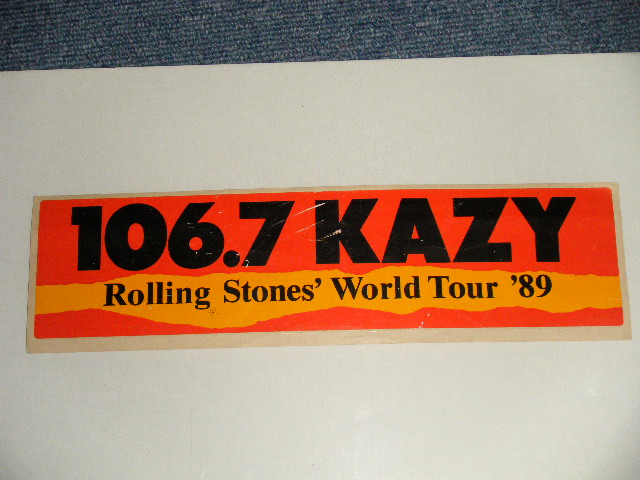 106.7 KAZY
Rolling Stones' World Tour '89